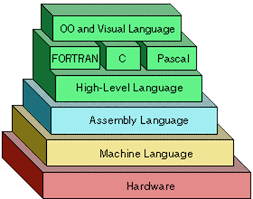 OO and Visual Language
FORTRAN C Pascal
High-Level Language
Assembly Language
Machine Language
Hardware